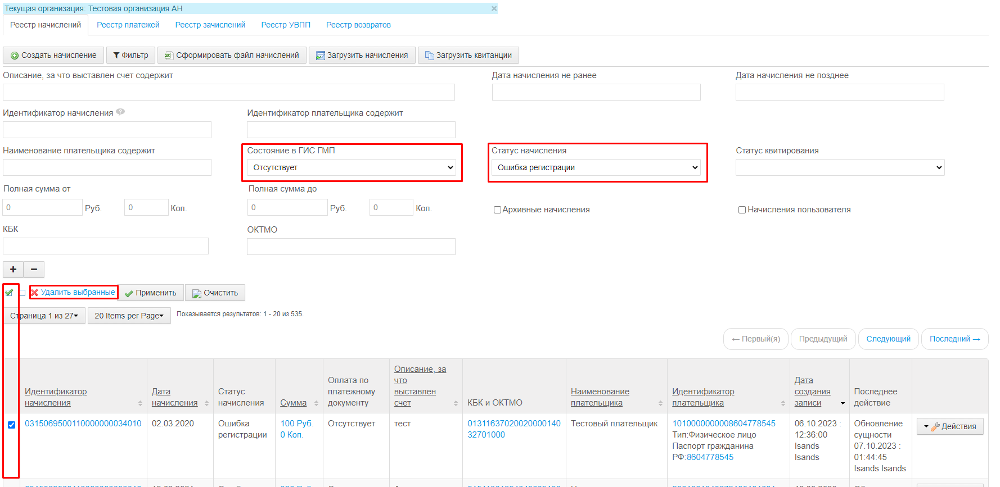 Текущая организация: Тестовая организация АН
Реестр начислений Реестр платежей Реестр зачислений Реестр УВПП Реестр возвратов
Создать начисление Фильтр Сформировать файл начислений Загрузить начисления Загрузить квитанции
Описание, за что выставлен счет содержит Дата начисления не ранее Дата начисления не позднее
Идентификатор начисления Идентификатор плательщика содержит
Наименование плательщика содержит Состояние в ГИС ГМП Статус начисления Статус квитирования
Отсутствует Ошибка регистрации
Полная сумма от Полная сумма до
0 Руб. 0 Коп. 0 Руб. 0 Коп. Архивные начисления Начисления пользователя
КБК ОКТМО
+ −
Удалить выбранные Применить Очистить
Страница 1 из 27 20 Items per Page Показывается результатов: 1 - 20 из 535.
← Первый(я) Предыдущий Следующий Последний →
Идентификатор
начисления
Дата
начисления
Статус
начисления
Сумма
Оплата по
платежному
документу
Описание, за
что
выставлен
счет
КБК и ОКТМО
Наименование
плательщика
Идентификатор
плательщика
Дата
создания
записи
Последнее
действие
0315069500110000000034010
02.03.2020
Ошибка
регистрации
100 Руб.
0 Коп.
Отсутствует
тест
01311637020020000140
32701000
Тестовый плательщик
1010000000008604778545
Тип:Физическое лицо
Паспорт гражданина
РФ:8604778545
06.10.2023 :
12:36:00
Isands
Isands
Обновление
сущности
07.10.2023 :
01:44:45
Isands Isands
Действия